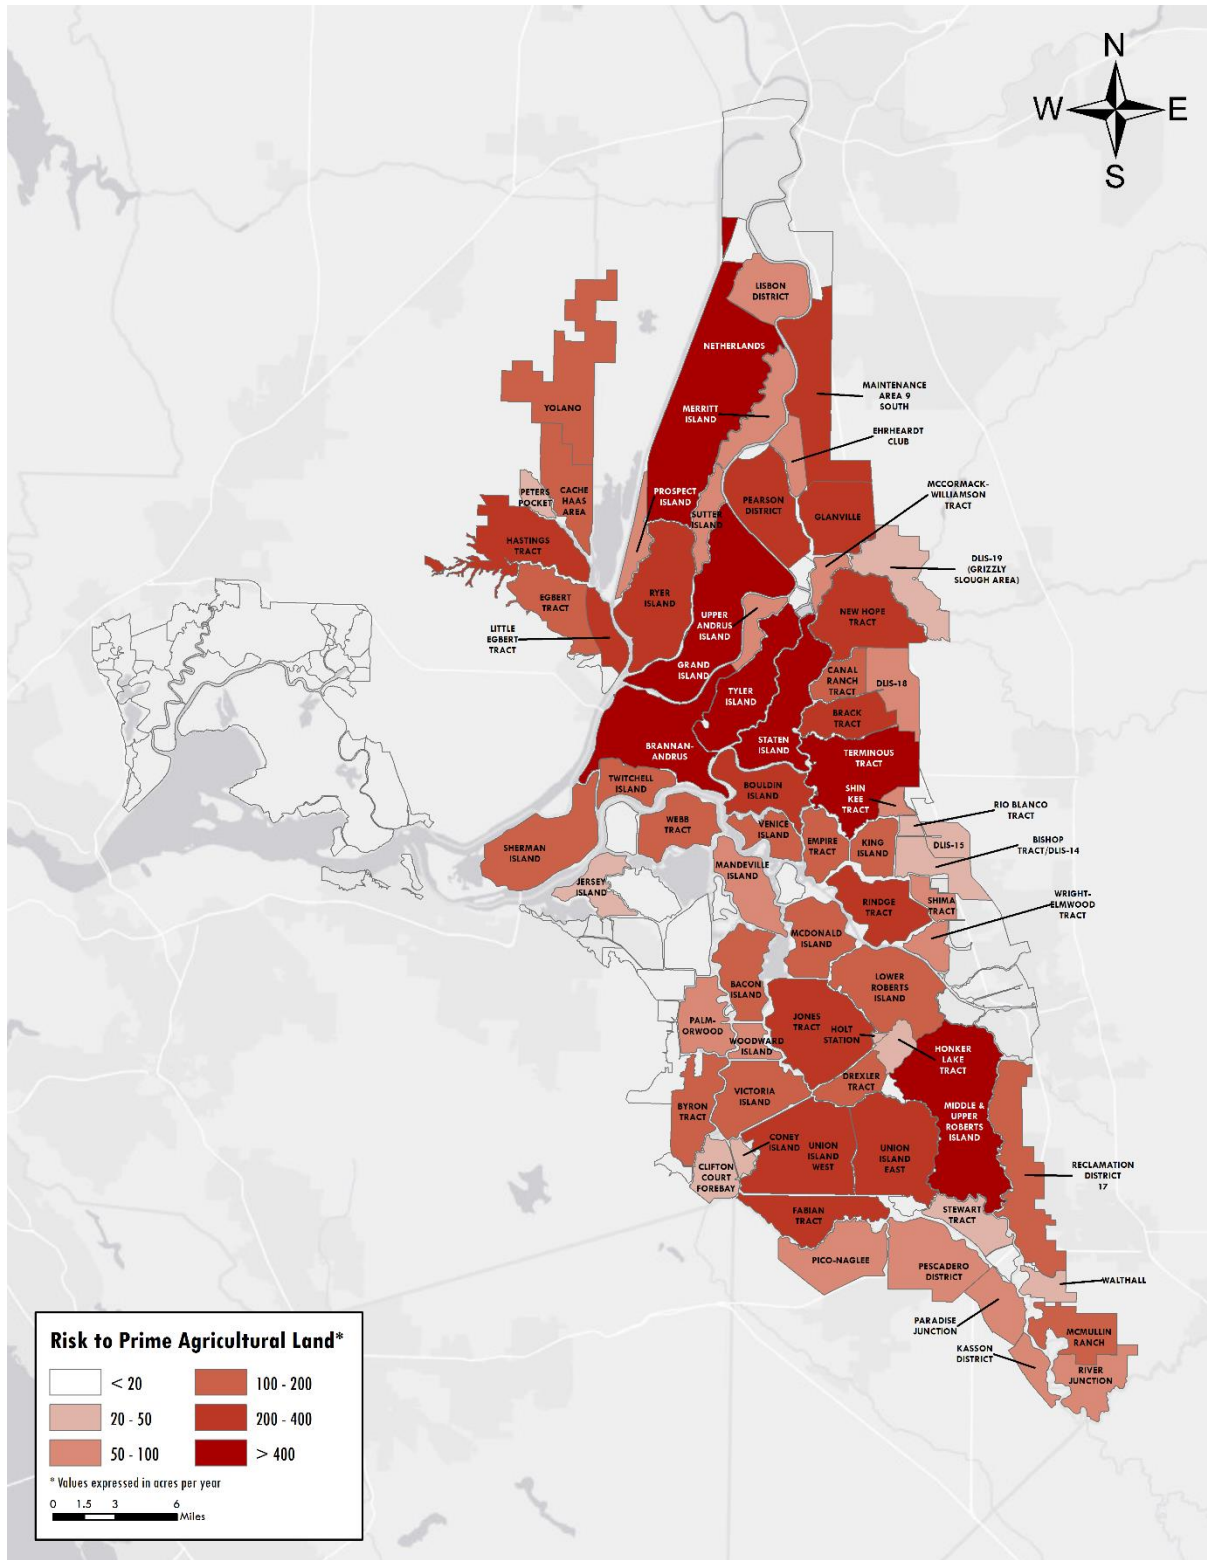 N
W E
S
LISBON
DISTRICT
NETHERLANDS
MAINTENANCE
AREA 9
SOUTH
YOLANO
MERRITT
ISLAND
EHRHEARDT
CLUB
MCCORMACK-
WILLIAMSON
TRACT
PETERS
POCKET
CACHE
HAAS
AREA
PROSPECT
ISLAND
SUTTER
ISLAND
PEARSON
DISTRICT
GLANVILLE
HASTINGS
TRACT
DLIS-19
(GRIZZLY
SLOUGH AREA)
EGBERT
TRACT
RYER
ISLAND
UPPER
ANDRUS
ISLAND
NEW HOPE
TRACT
LITTLE
EGBERT
TRACT
GRAND
ISLAND
CANAL
RANCH
TRACT
DLIS-18
TYLER
ISLAND
BRACK
TRACT
STATEN
ISLAND
BRANNAN-
ANDRUS
TERMINOUS
TRACT
TWITCHELL
ISLAND
BOULDIN
ISLAND
SHIN
KEE
TRACT
RIO BLANCO
TRACT
WEBB
TRACT
VENICE
ISLAND
EMPIRE
TRACT
KING
ISLAND
DLIS-15
BISHOP
TRACT/DLIS-14
SHERMAN
ISLAND
MANDEVILLE
ISLAND
JERSEY
ISLAND
RINDGE
TRACT
SHIMA
TRACT
WRIGHT-
ELMWOOD
TRACT
MCDONALD
ISLAND
BACON
ISLAND
LOWER
ROBERTS
ISLAND
PALM-
ORWOOD
JONES
TRACT
HOLT
STATION
WOODWARD
ISLAND
HONKER
LAKE
TRACT
DREXLER
TRACT
VICTORIA
ISLAND
BYRON
TRACT
MIDDLE &
UPPER
ROBERTS
ISLAND
CONEY
ISLAND
UNION
ISLAND
WEST
UNION
ISLAND
EAST
CLIFTON
COURT
FOREBAY
RECLAMATION
DISTRICT
17
FABIAN
TRACT
STEWART
TRACT
PICO-NAGLEE
PESCADERO
DISTRICT
WALTHALL
PARADISE
JUNCTION
MCMULLIN
RANCH
KASSON
DISTRICT
RIVER
JUNCTION
Risk to Prime Agricultural Land*
< 20 100 - 200
20 - 50 200 - 400
50 - 100 > 400
* Values expressed in acres per year
0 1.5 3 6
Miles